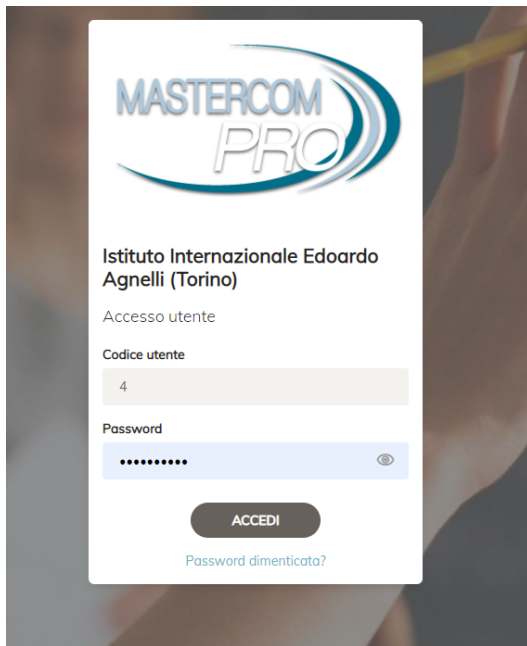 MASTERCOM
PRO
Istituto Internazionale Edoardo
Agnelli (Torino)
Accesso utente
Codice utente
4
Password
••••••••••
ACCEDI
Password dimenticata?